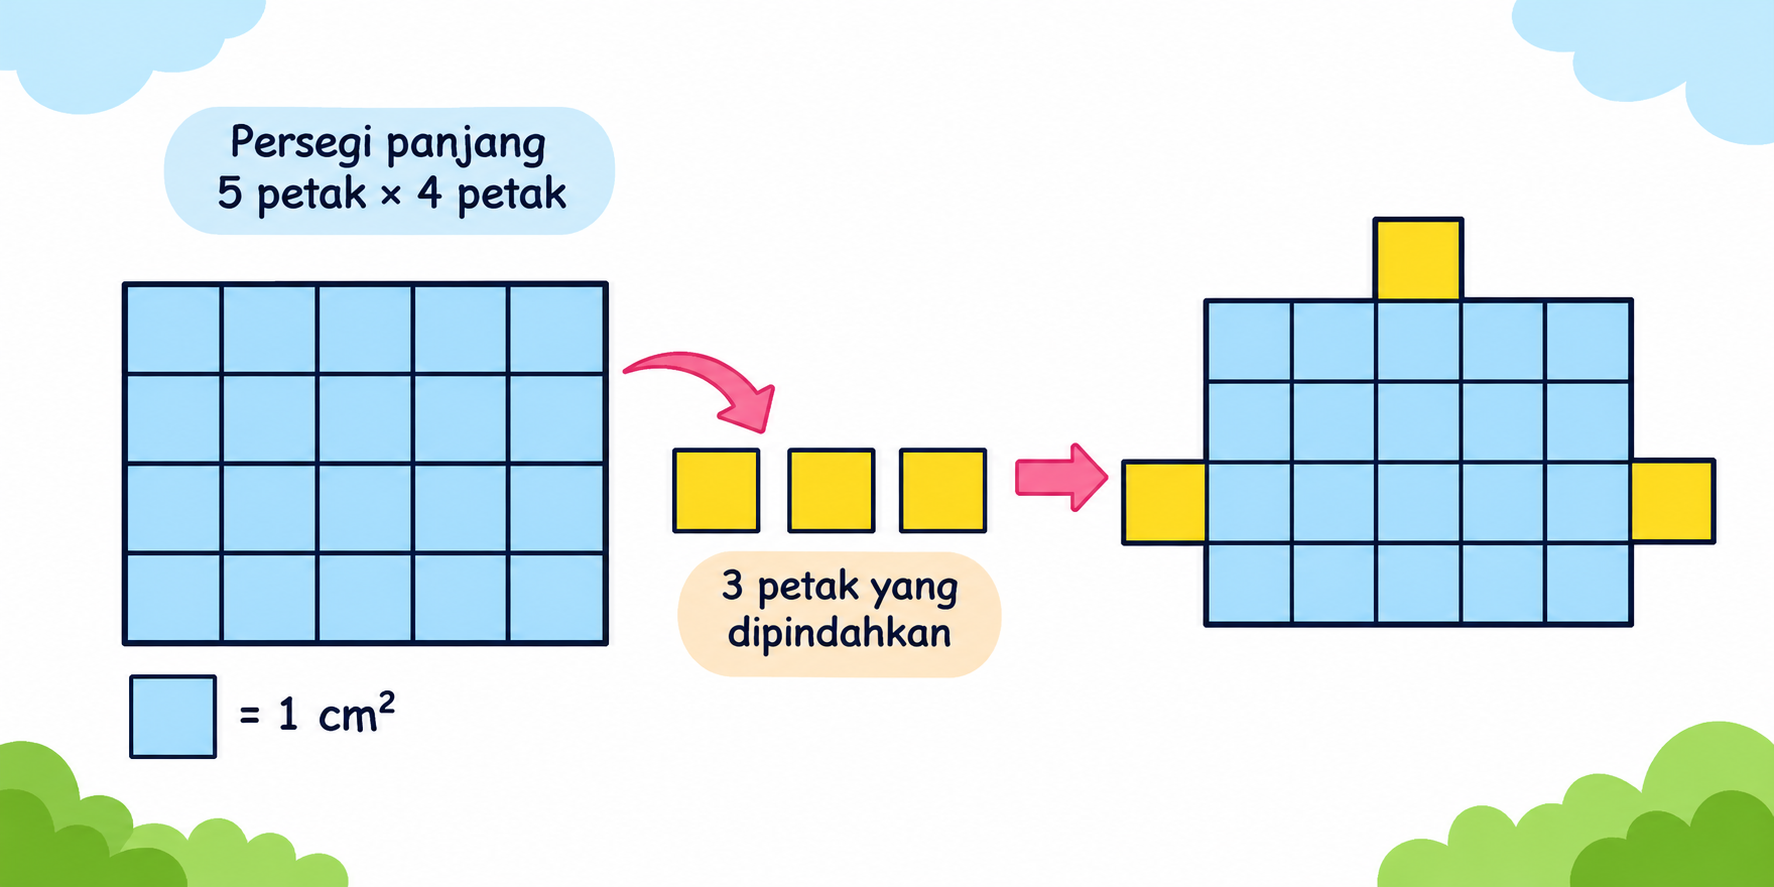 Persegi panjang
5 petak × 4 petak
3 petak yang
dipindahkan
= 1 cm²